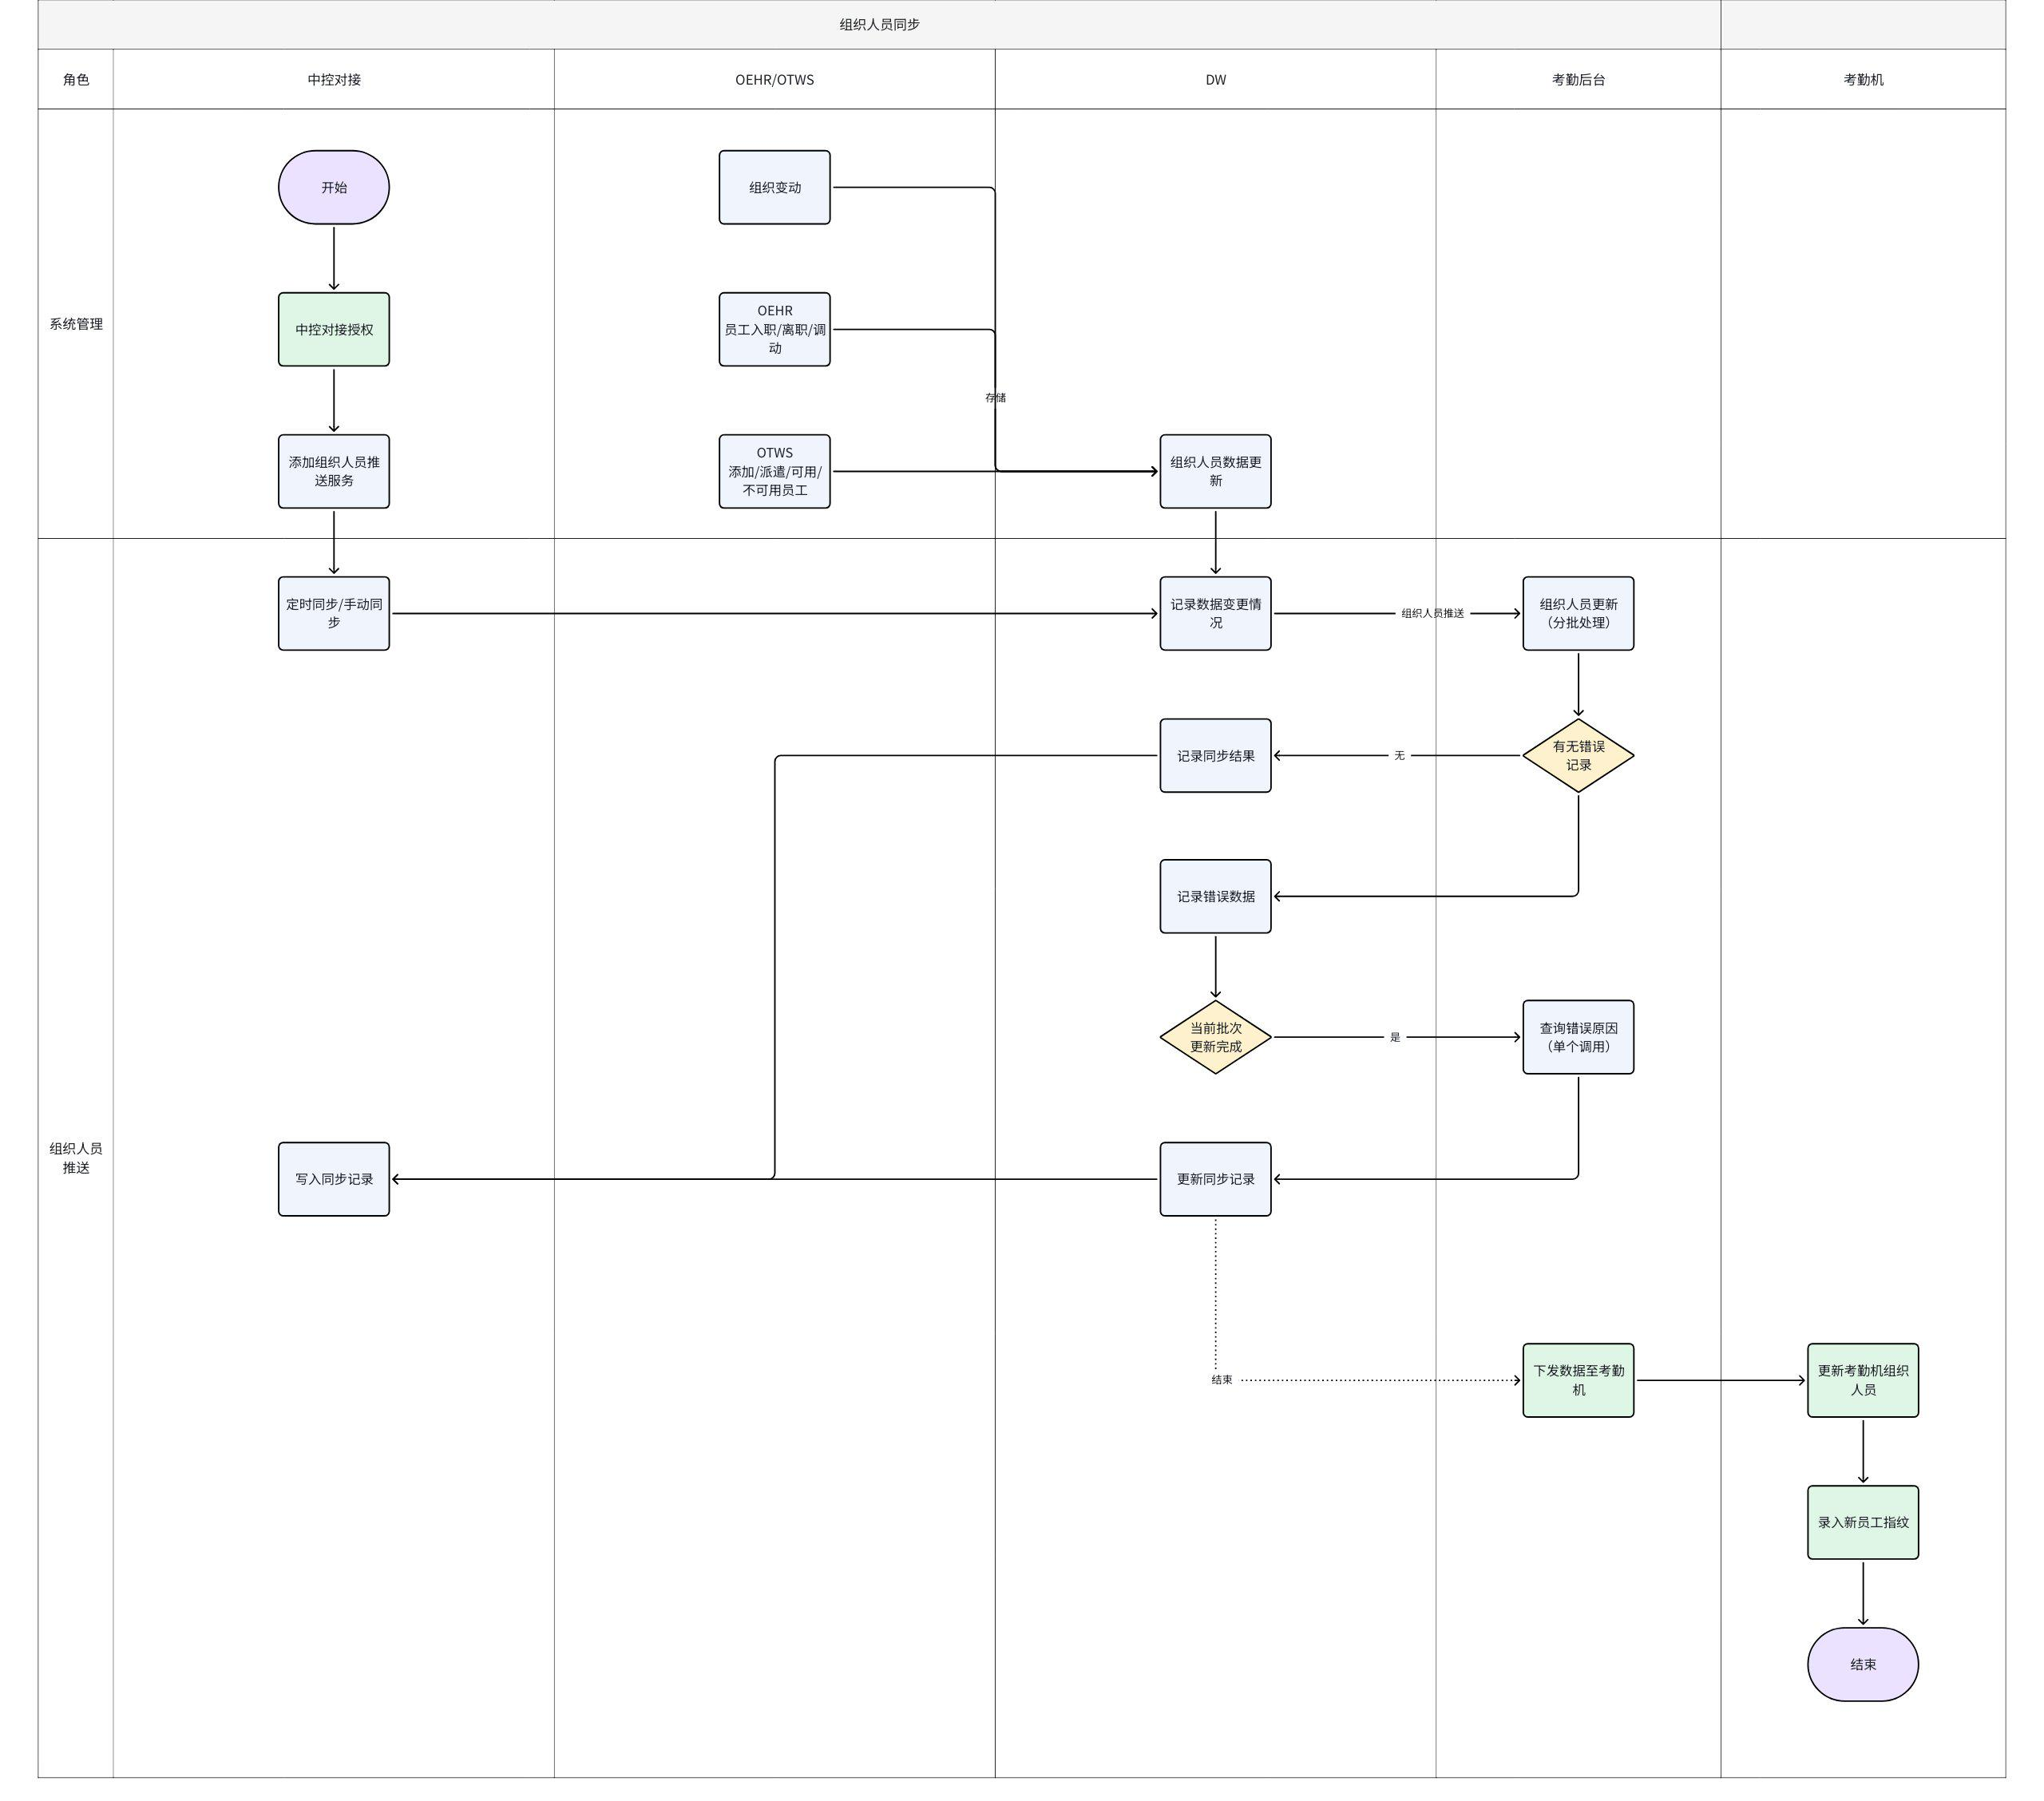 组织人员同步
角色
中控对接
OEHR/OTWS
DW
考勤后台
考勤机
系统管理
开始
组织变动
中控对接授权
OEHR
员工入职/离职/调
动
存储
添加组织人员推
送服务
OTWS
添加/派遣/可用/
不可用员工
组织人员数据更
新
组织人员
推送
定时同步/手动同
步
记录数据变更情
况
组织人员推送
组织人员更新
（分批处理）
记录同步结果
无
有无错误
记录
记录错误数据
当前批次
更新完成
是
查询错误原因
（单个调用）
写入同步记录
更新同步记录
结束
下发数据至考勤
机
更新考勤机组织
人员
录入新员工指纹
结束